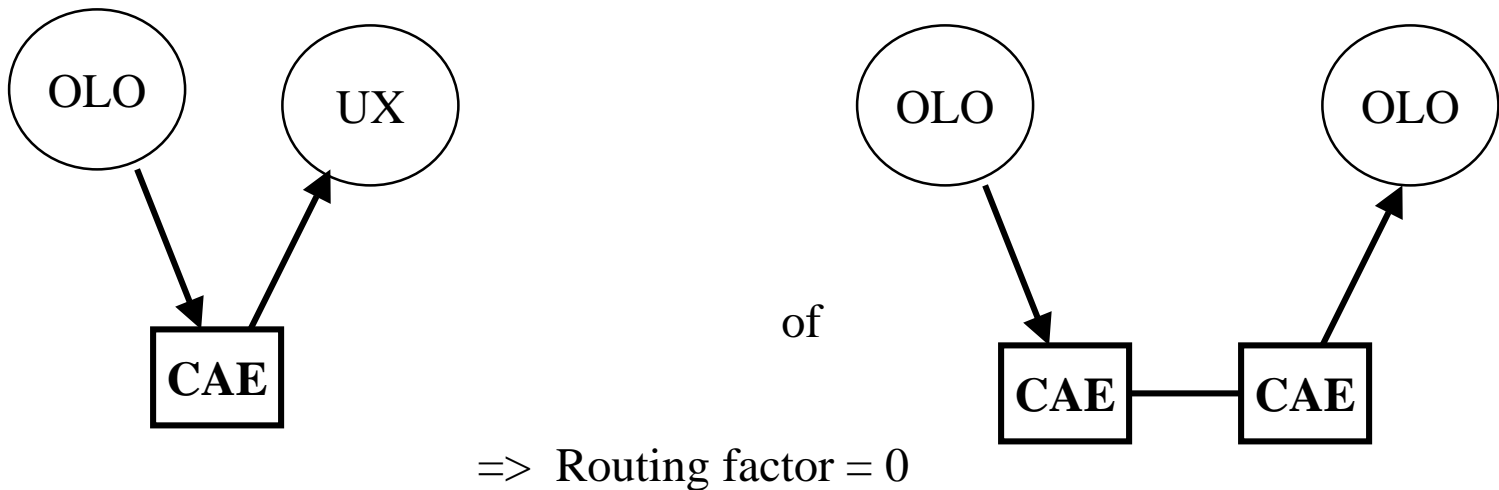 OLO
UX
OLO
OLO
of
CAE
CAE
CAE
=> Routing factor = 0